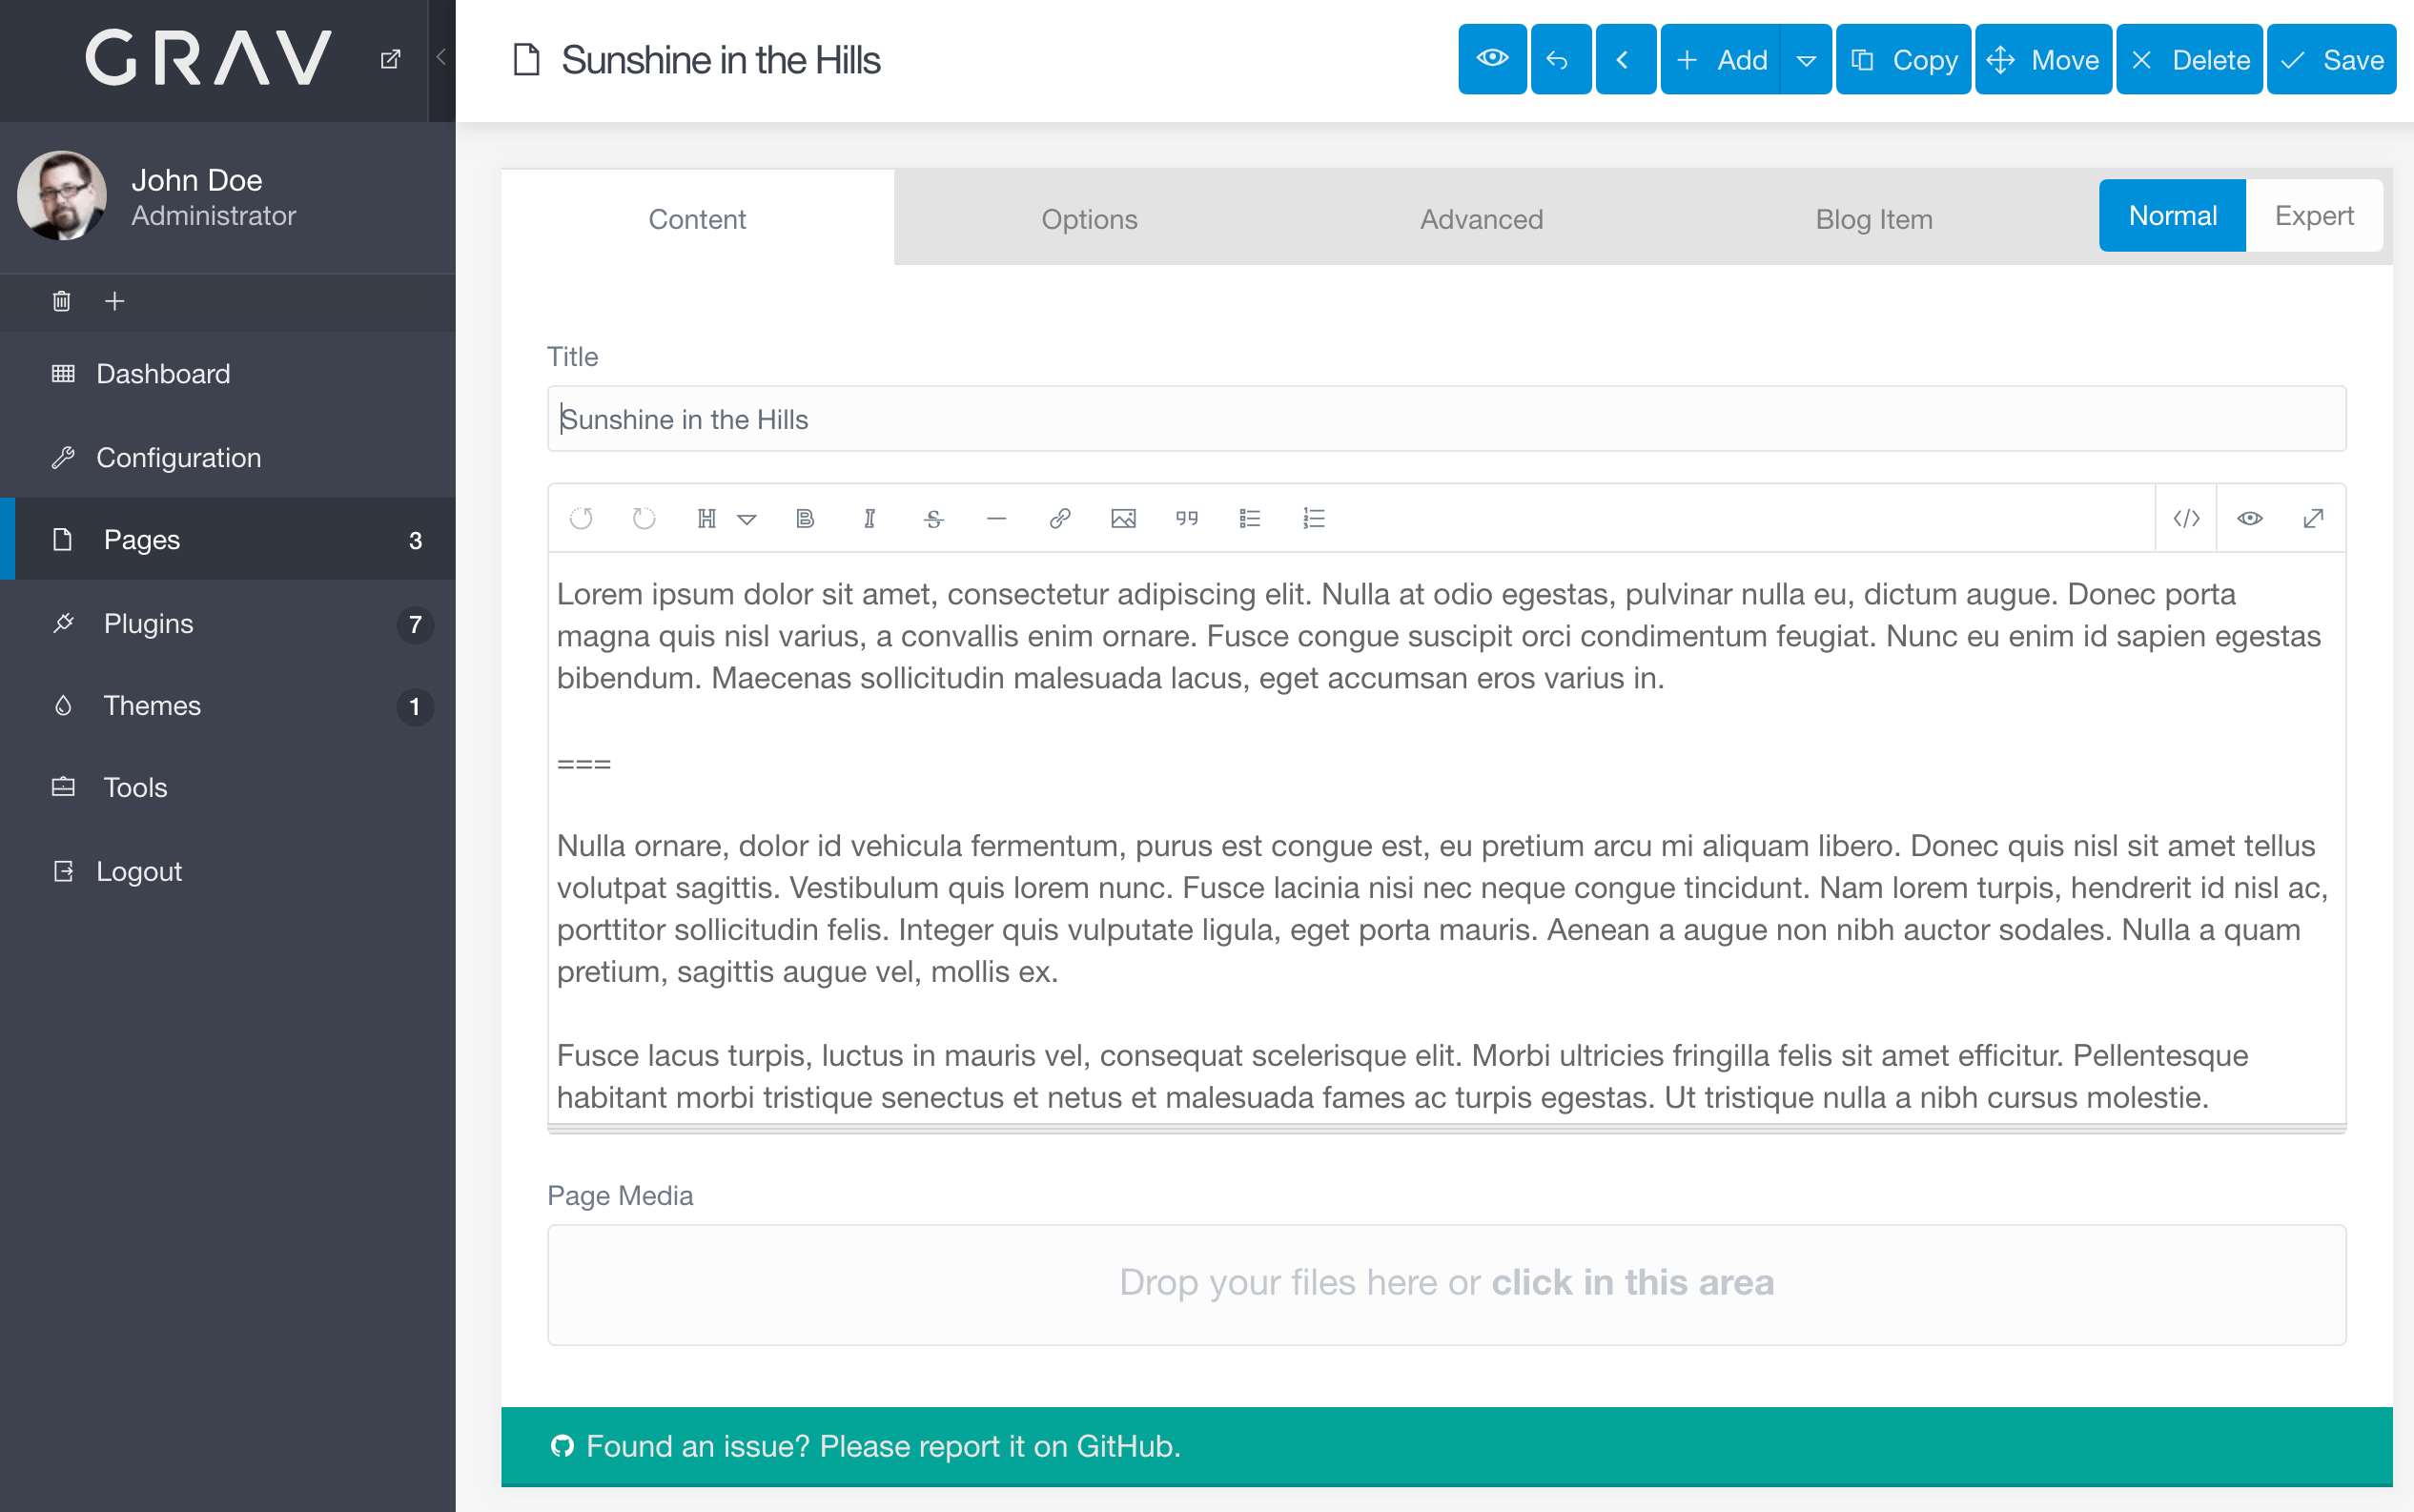 GRAV
Sunshine in the Hills
Add
Copy
Move
Delete
Save
John Doe
Administrator
Dashboard
Configuration
Pages 3
Plugins 7
Themes 1
Tools
Logout
Content
Options
Advanced
Blog Item
Normal
Expert
Title
Sunshine in the Hills
Lorem ipsum dolor sit amet, consectetur adipiscing elit. Nulla at odio egestas, pulvinar nulla eu, dictum augue. Donec porta
magna quis nisl varius, a convallis enim ornare. Fusce congue suscipit orci condimentum feugiat. Nunc eu enim id sapien egestas
bibendum. Maecenas sollicitudin malesuada lacus, eget accumsan eros varius in.
===
Nulla ornare, dolor id vehicula fermentum, purus est congue est, eu pretium arcu mi aliquam libero. Donec quis nisl sit amet tellus
volutpat sagittis. Vestibulum quis lorem nunc. Fusce lacinia nisi nec neque congue tincidunt. Nam lorem turpis, hendrerit id nisl ac,
porttitor sollicitudin felis. Integer quis vulputate ligula, eget porta mauris. Aenean a augue non nibh auctor sodales. Nulla a quam
pretium, sagittis augue vel, mollis ex.
Fusce lacus turpis, luctus in mauris vel, consequat scelerisque elit. Morbi ultricies fringilla felis sit amet efficitur. Pellentesque
habitant morbi tristique senectus et netus et malesuada fames ac turpis egestas. Ut tristique nulla a nibh cursus molestie.
Page Media
Drop your files here or click in this area
Found an issue? Please report it on GitHub.